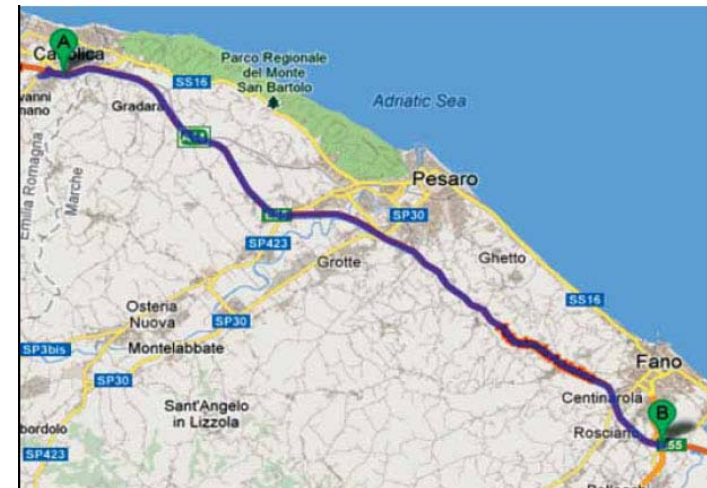 A
Cattolica
Parco Regionale
del Monte
San Bartolo
SS16
Adriatic Sea
Gradara
Emilia Romagna
Marche
Pesaro
SP30
SP423
Grotte
Ghetto
SS16
Osteria
Nuova
SP30
SP3bis
Montelabbate
Fano
SP30
Centinarola
B
Sant'Angelo
in Lizzola
Rosciano
SP423